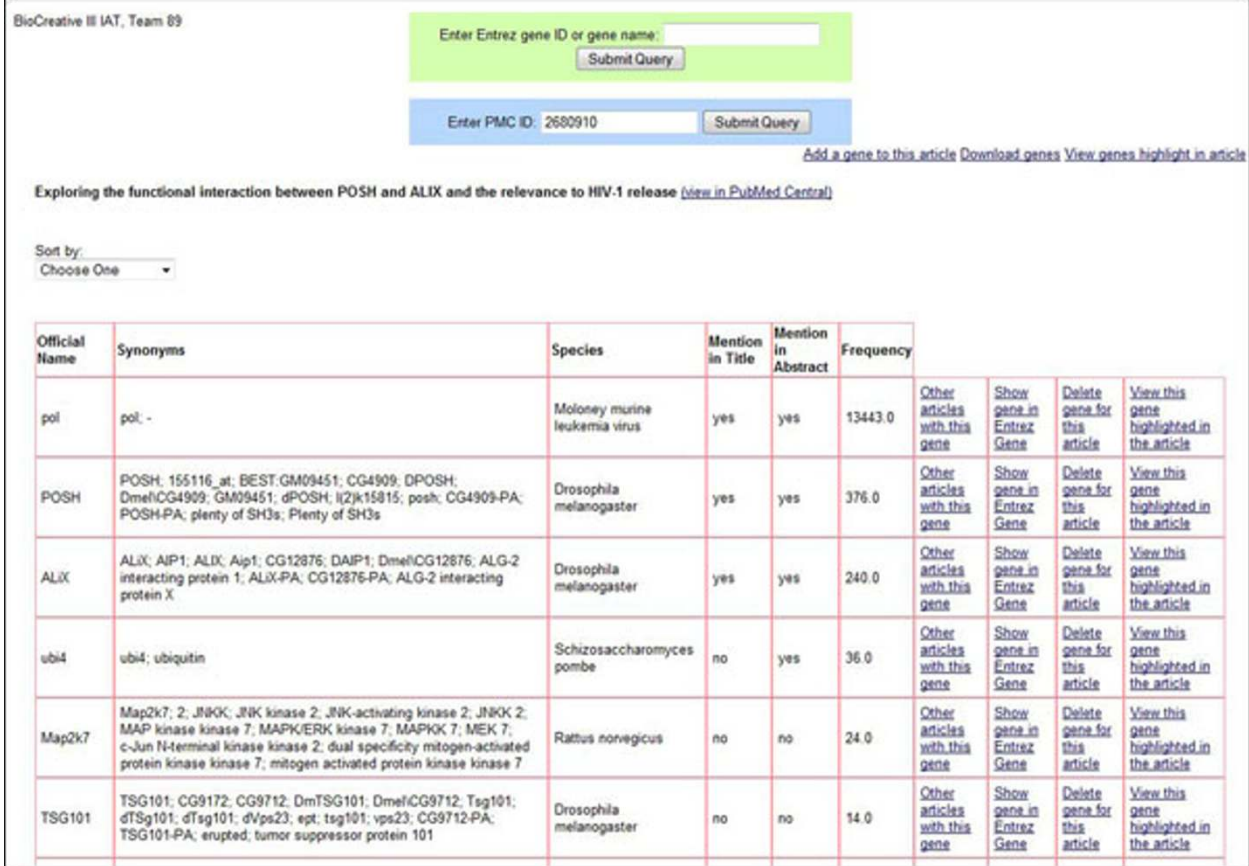 BioCreative III IAT, Team 89
Enter Entrez gene ID or gene name:
Submit Query
Enter PMC ID: 2680910 Submit Query
Add a gene to this article Download genes View genes highlight in article
Exploring the functional interaction between POSH and ALIX and the relevance to HIV-1 release (view in PubMed Central)
Sort by:
Choose One
Official
Name
Synonyms
Species
Mention
in Title
Mention
in
Abstract
Frequency
pol
pol; -
Moloney murine
leukemia virus
yes
yes
13443.0
Other
articles
with this
gene
Show
gene in
Entrez
Gene
Delete
gene for
this
article
View this
gene
highlighted in
the article
POSH
POSH; 155116_at; BEST:GM09451; CG4909; DPOSH;
Dmel\CG4909; GM09451; dPOSH; l(2)k15815; posh; CG4909-PA;
POSH-PA; plenty of SH3s; Plenty of SH3s
Drosophila
melanogaster
yes
yes
376.0
Other
articles
with this
gene
Show
gene in
Entrez
Gene
Delete
gene for
this
article
View this
gene
highlighted in
the article
ALiX
ALiX; AIP1; ALIX; Aip1; CG12876; DAIP1; Dmel\CG12876; ALG-2
interacting protein 1; ALiX-PA; CG12876-PA; ALG-2 interacting
protein X
Drosophila
melanogaster
yes
yes
240.0
Other
articles
with this
gene
Show
gene in
Entrez
Gene
Delete
gene for
this
article
View this
gene
highlighted in
the article
ubi4
ubi4; ubiquitin
Schizosaccharomyces
pombe
no
yes
36.0
Other
articles
with this
gene
Show
gene in
Entrez
Gene
Delete
gene for
this
article
View this
gene
highlighted in
the article
Map2k7
Map2k7; 2; JNKK; JNK kinase 2; JNK-activating kinase 2; JNKK 2;
MAP kinase kinase 7; MAPK/ERK kinase 7; MAPKK 7; MEK 7;
c-Jun N-terminal kinase kinase 2; dual specificity mitogen-activated
protein kinase kinase 7; mitogen activated protein kinase kinase 7
Rattus norvegicus
no
no
24.0
Other
articles
with this
gene
Show
gene in
Entrez
Gene
Delete
gene for
this
article
View this
gene
highlighted in
the article
TSG101
TSG101; CG9172; CG9712; DmTSG101; Dmel\CG9712; Tsg101;
dTSg101; dTsg101; dVps23; ept; tsg101; vps23; CG9712-PA;
TSG101-PA; erupted; tumor suppressor protein 101
Drosophila
melanogaster
no
no
14.0
Other
articles
with this
gene
Show
gene in
Entrez
Gene
Delete
gene for
this
article
View this
gene
highlighted in
the article